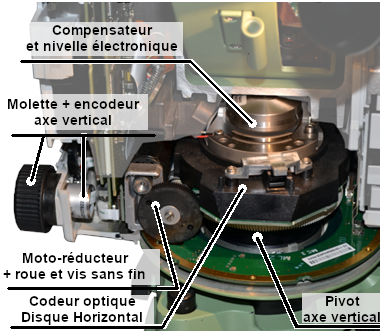 Compensateur
et nivelle électronique
Molette + encodeur
axe vertical
Moto-réducteur
+ roue et vis sans fin
Codeur optique
Disque Horizontal
Pivot
axe vertical